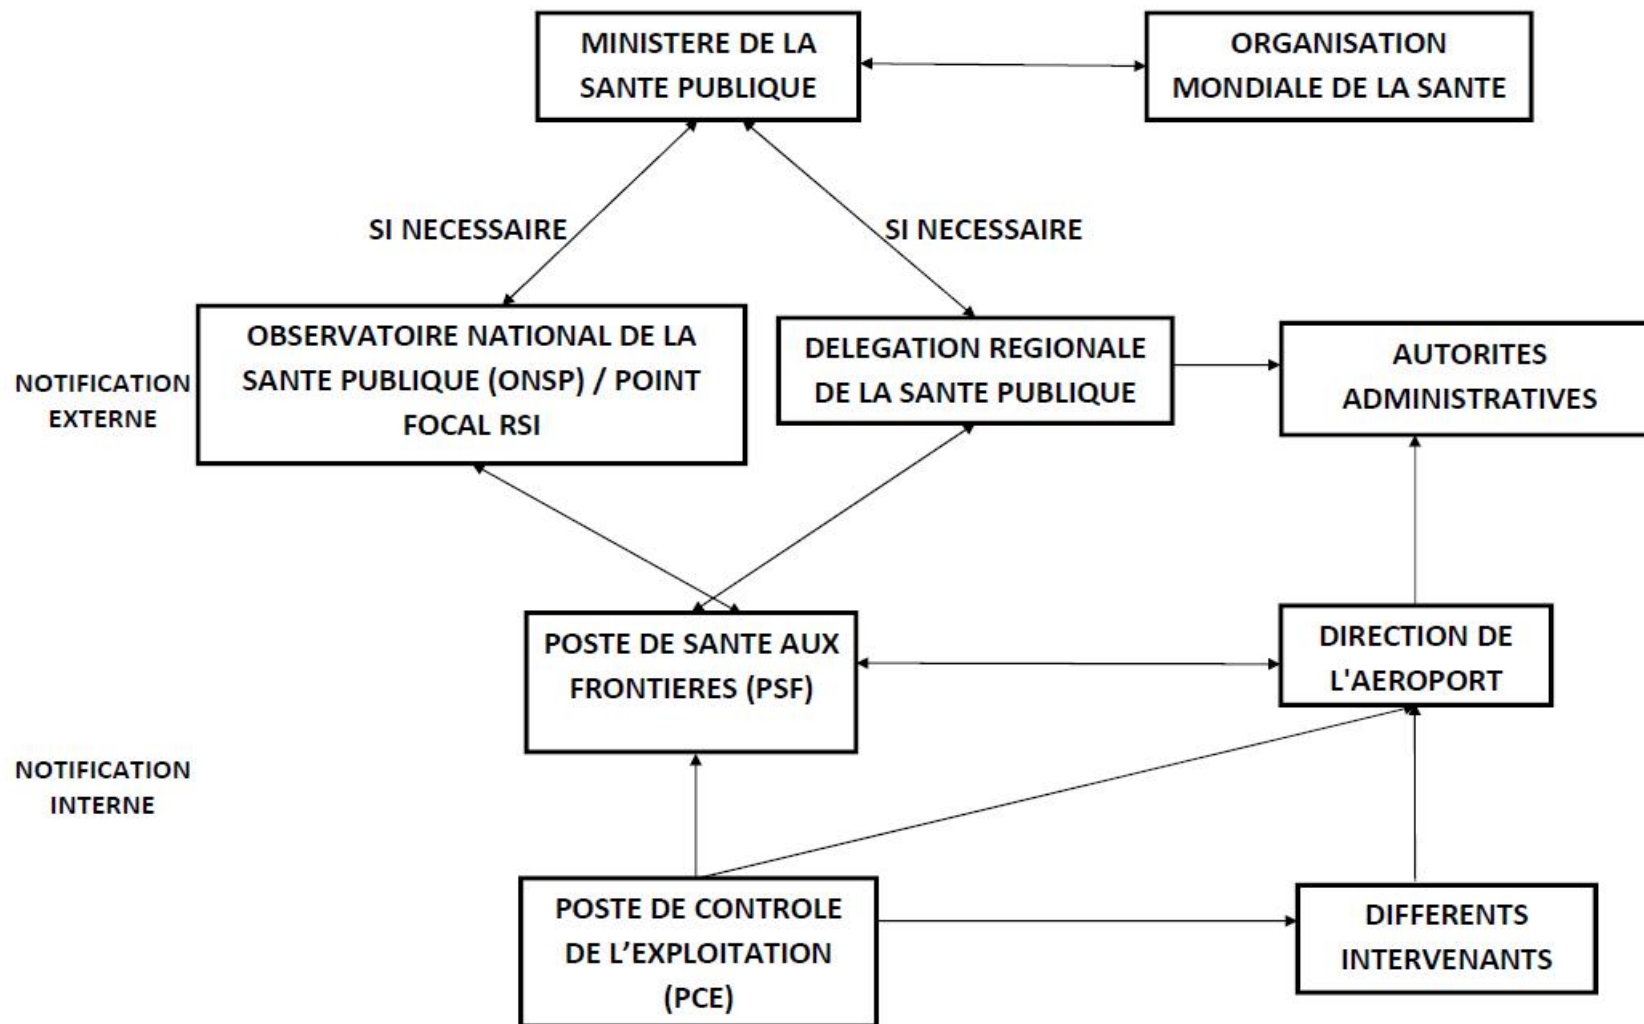 MINISTERE DE LA
SANTE PUBLIQUE
ORGANISATION
MONDIALE DE LA SANTE
SI NECESSAIRE
SI NECESSAIRE
NOTIFICATION
EXTERNE
OBSERVATOIRE NATIONAL DE LA
SANTE PUBLIQUE (ONSP) / POINT
FOCAL RSI
DELEGATION REGIONALE
DE LA SANTE PUBLIQUE
AUTORITES
ADMINISTRATIVES
POSTE DE SANTE AUX
FRONTIERES (PSF)
DIRECTION DE
L'AEROPORT
NOTIFICATION
INTERNE
POSTE DE CONTROLE
DE L’EXPLOITATION
(PCE)
DIFFERENTS
INTERVENANTS